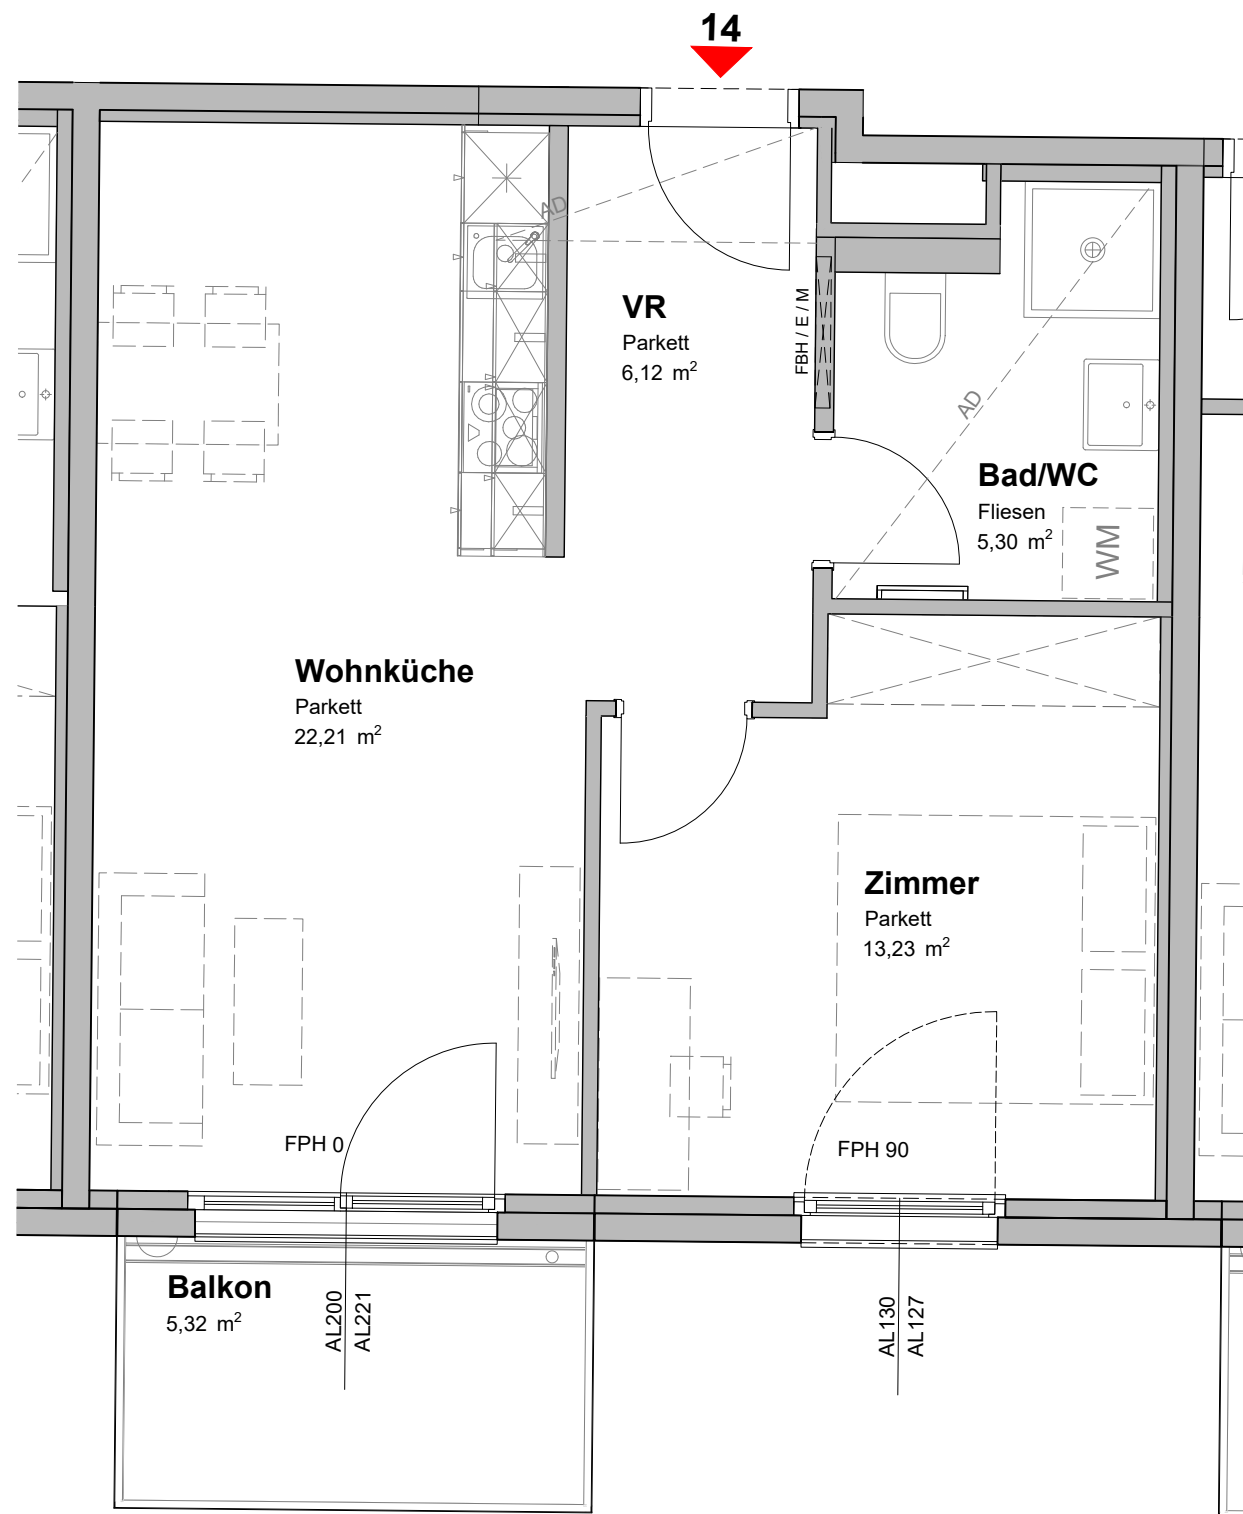 14
AD
VR
Parkett
6,12 m²
FBH / E / M
AD
Bad/WC
Fliesen
5,30 m²
WM
Wohnküche
Parkett
22,21 m²
Zimmer
Parkett
13,23 m²
FPH 0
FPH 90
Balkon
5,32 m²
AL200
AL221
AL130
AL127